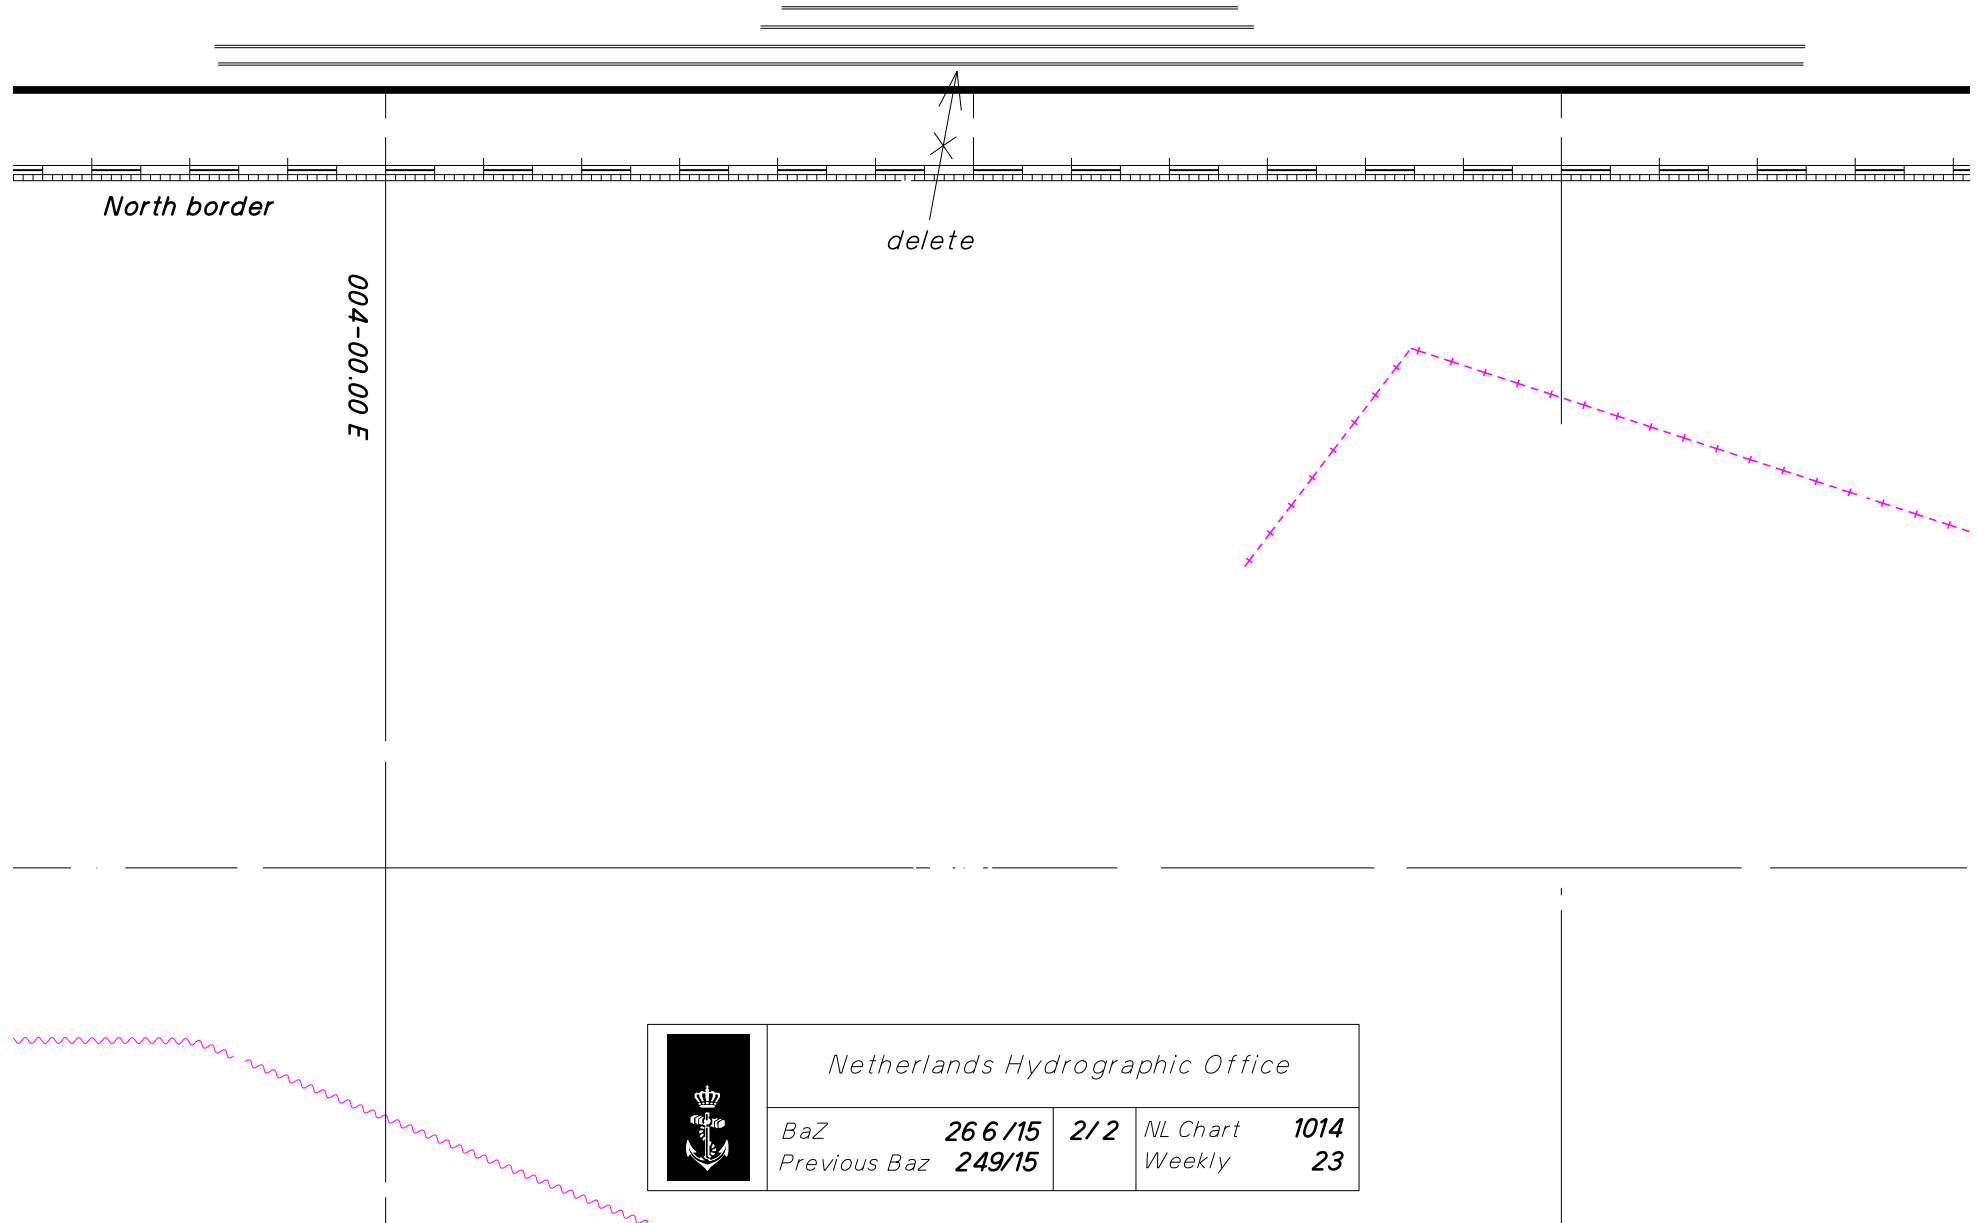 North border
delete
004-00.00 E
Netherlands Hydrographic Office
BaZ 266/15 2/2 NL Chart 1014
Previous Baz 249/15 Weekly 23